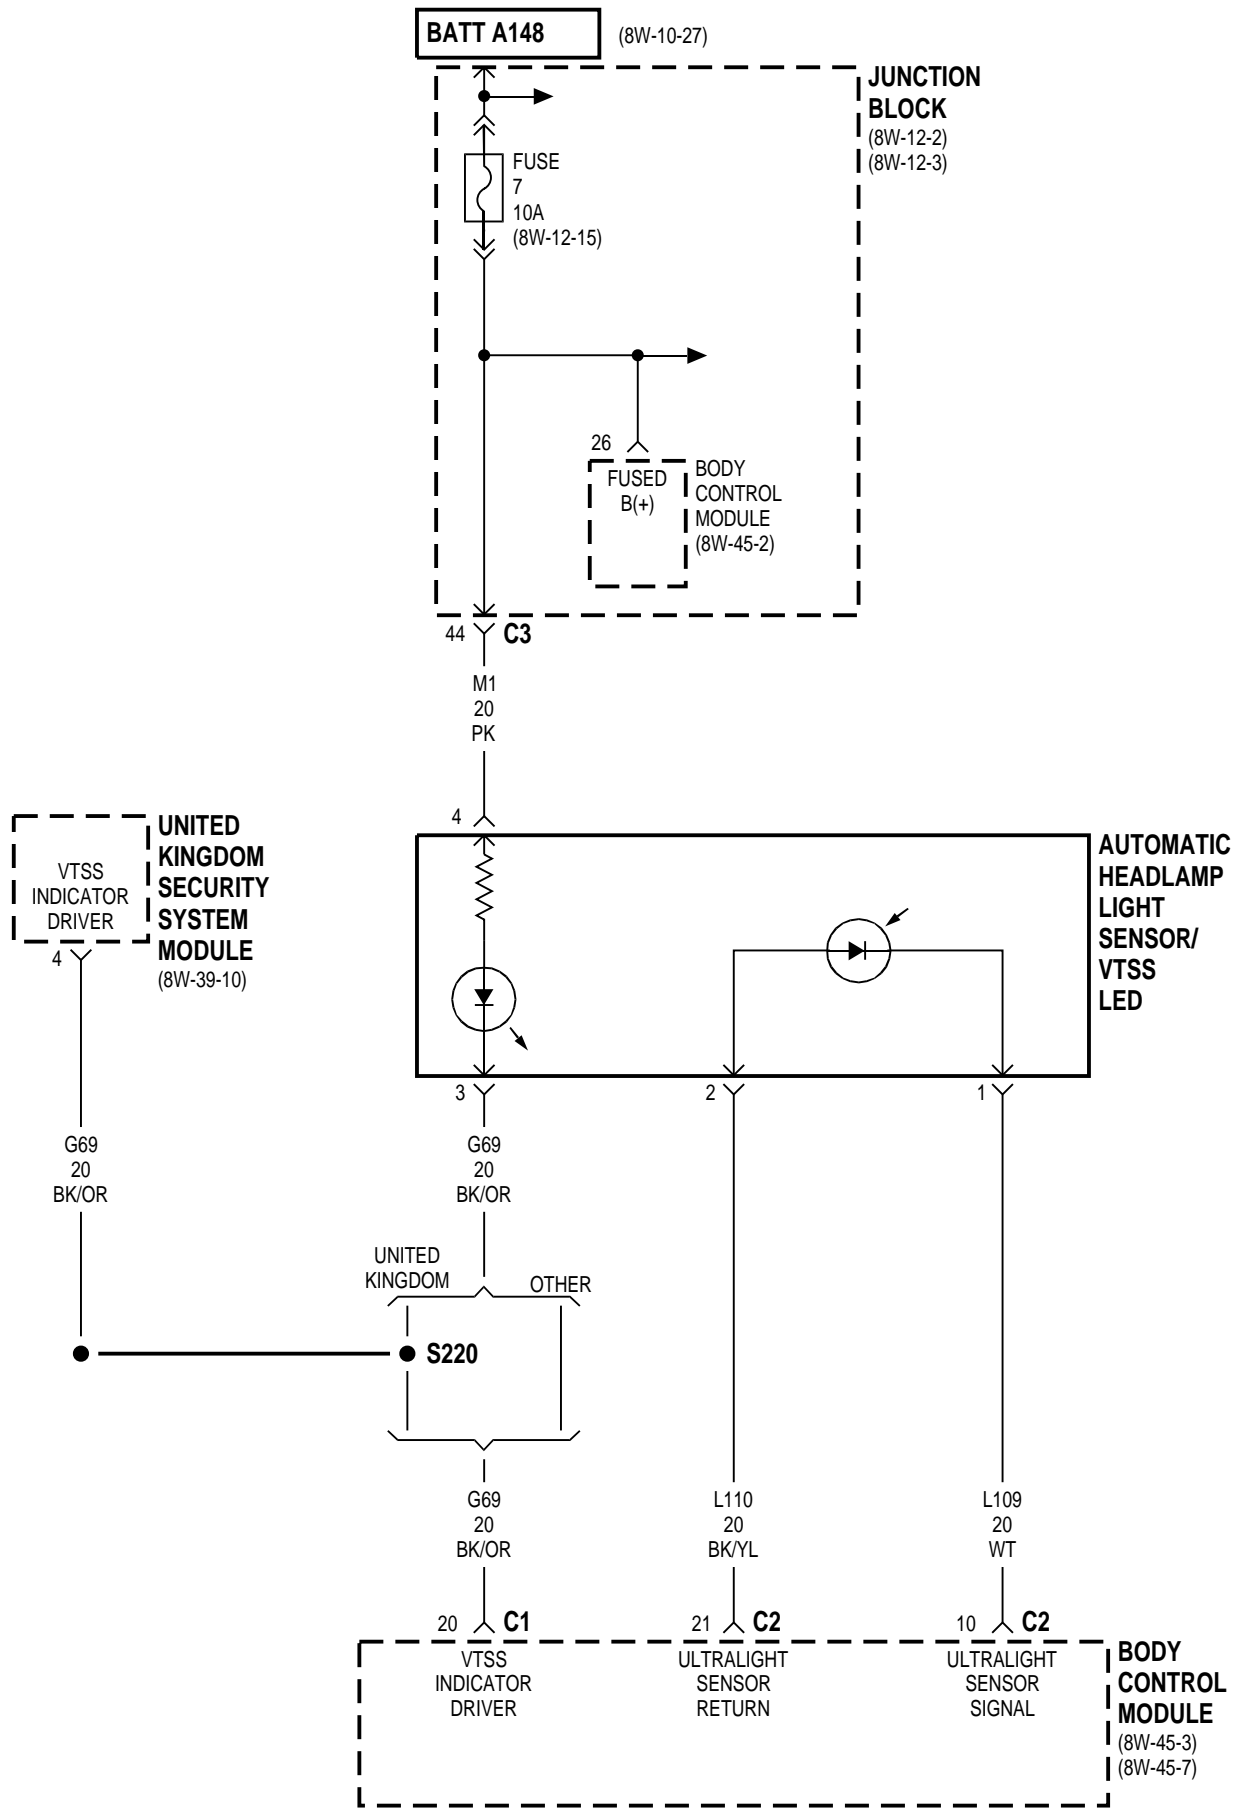 BATT A148
(8W-10-27)
JUNCTION
BLOCK
(8W-12-2)
(8W-12-3)
FUSE
7
10A
(8W-12-15)
26
FUSED
B(+)
BODY
CONTROL
MODULE
(8W-45-2)
44
C3
M1
20
PK
4
UNITED
KINGDOM
SECURITY
SYSTEM
MODULE
(8W-39-10)
VTSS
INDICATOR
DRIVER
4
AUTOMATIC
HEADLAMP
LIGHT
SENSOR/
VTSS
LED
3
2
1
G69
20
BK/OR
G69
20
BK/OR
UNITED
KINGDOM
OTHER
S220
G69
20
BK/OR
L110
20
BK/YL
L109
20
WT
20
C1
21
C2
10
C2
VTSS
INDICATOR
DRIVER
ULTRALIGHT
SENSOR
RETURN
ULTRALIGHT
SENSOR
SIGNAL
BODY
CONTROL
MODULE
(8W-45-3)
(8W-45-7)